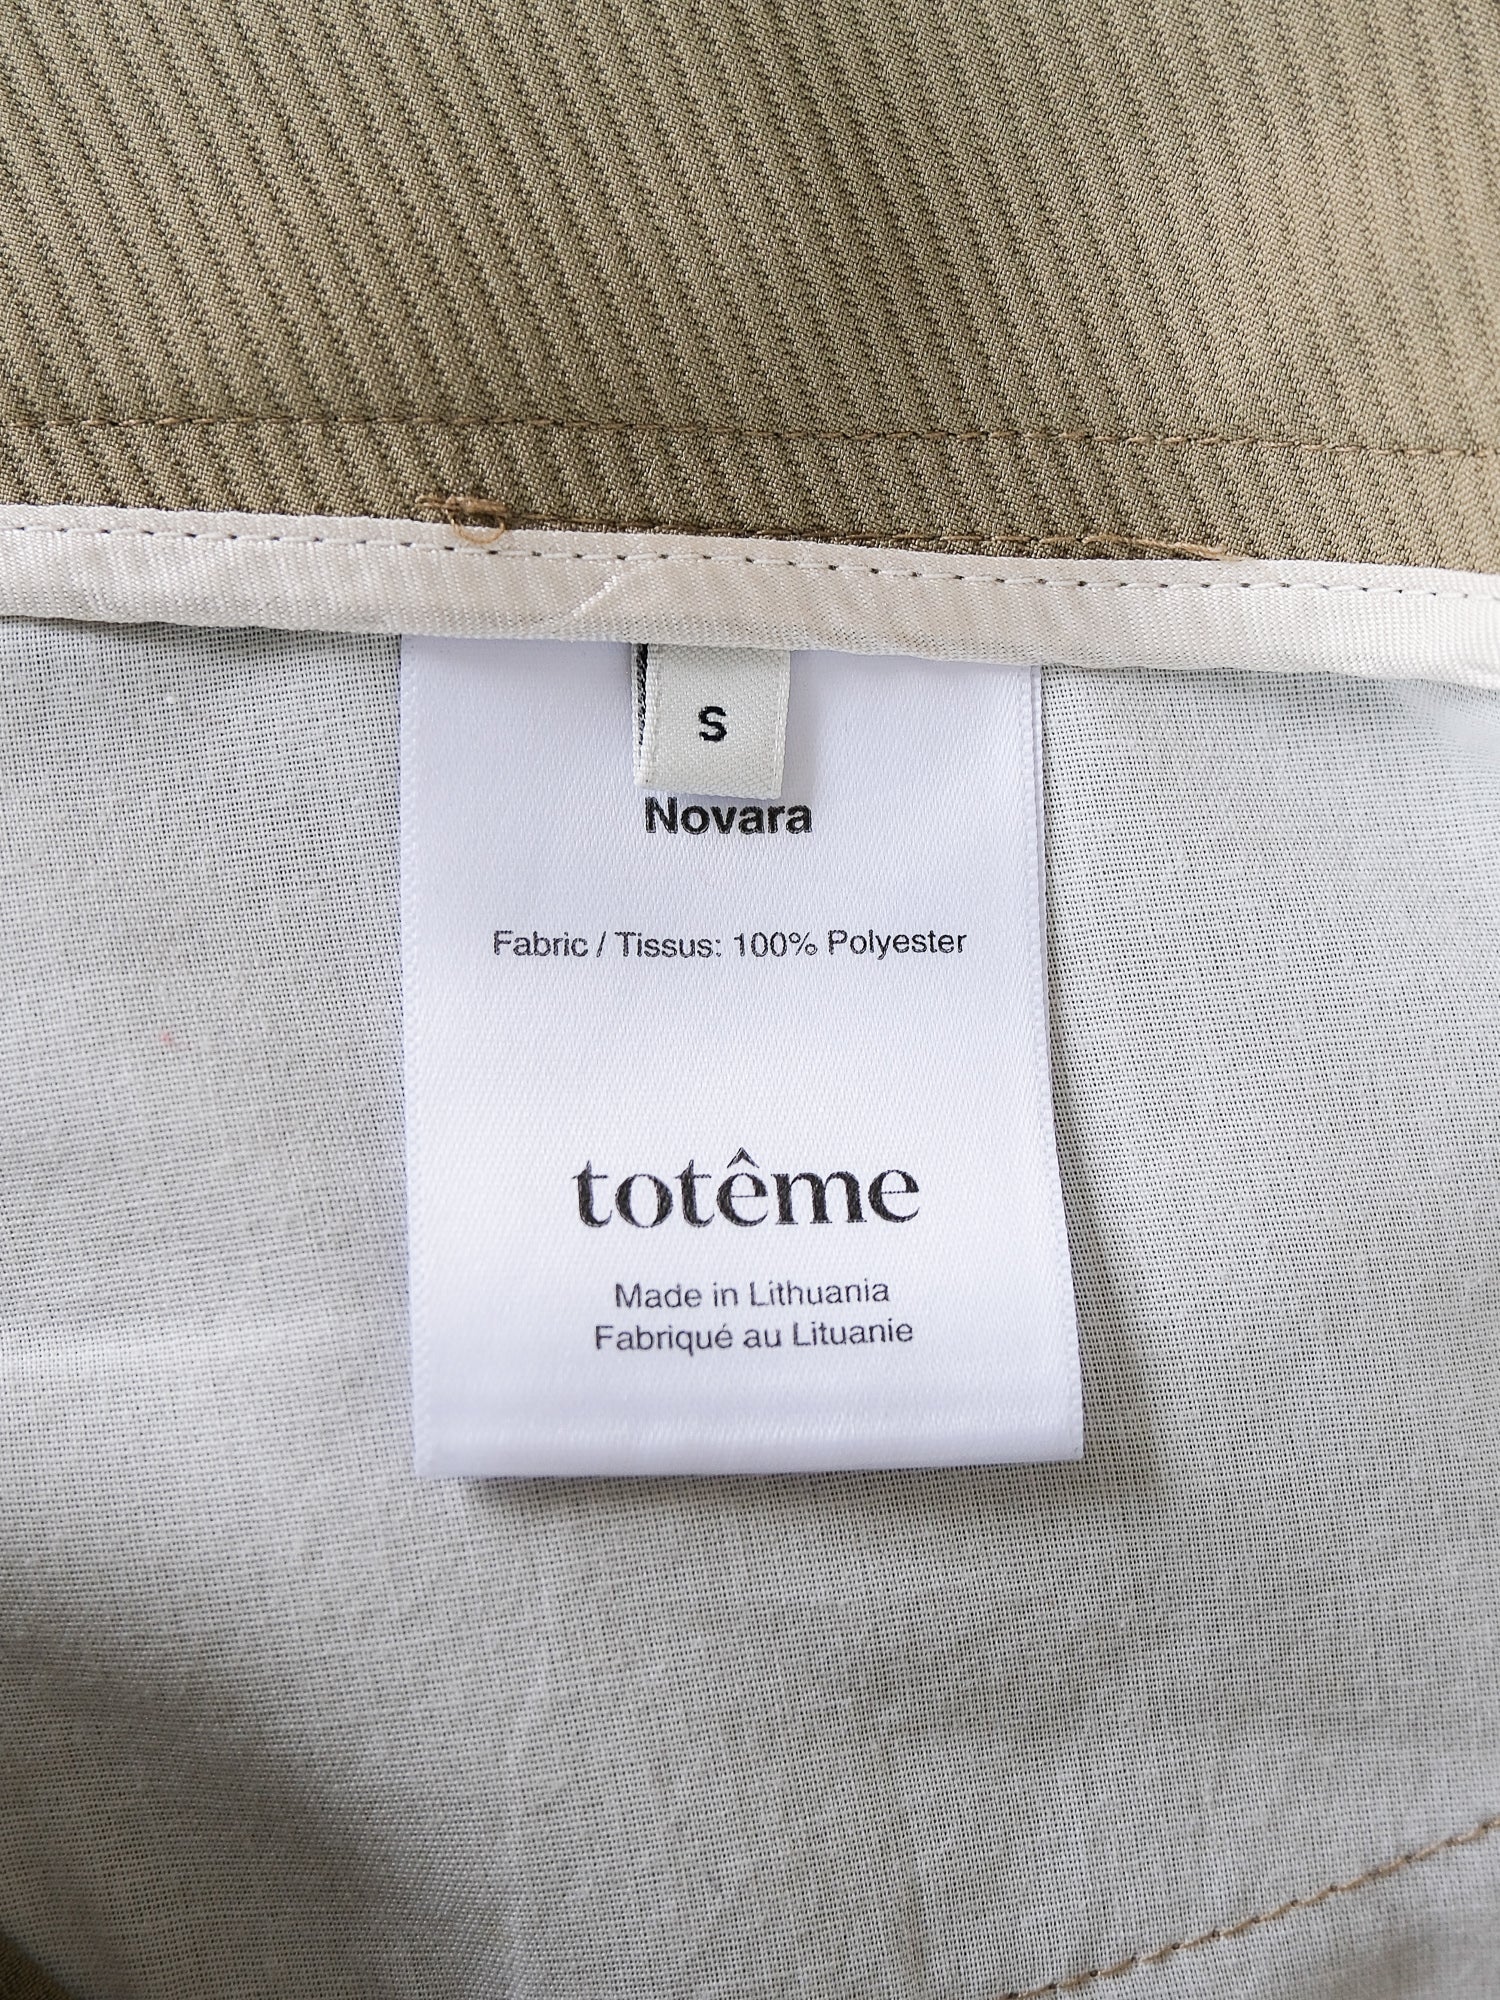 S
Novara
Fabric / Tissus: 100% Polyester
totême
Made in Lithuania
Fabriqué au Lituanie